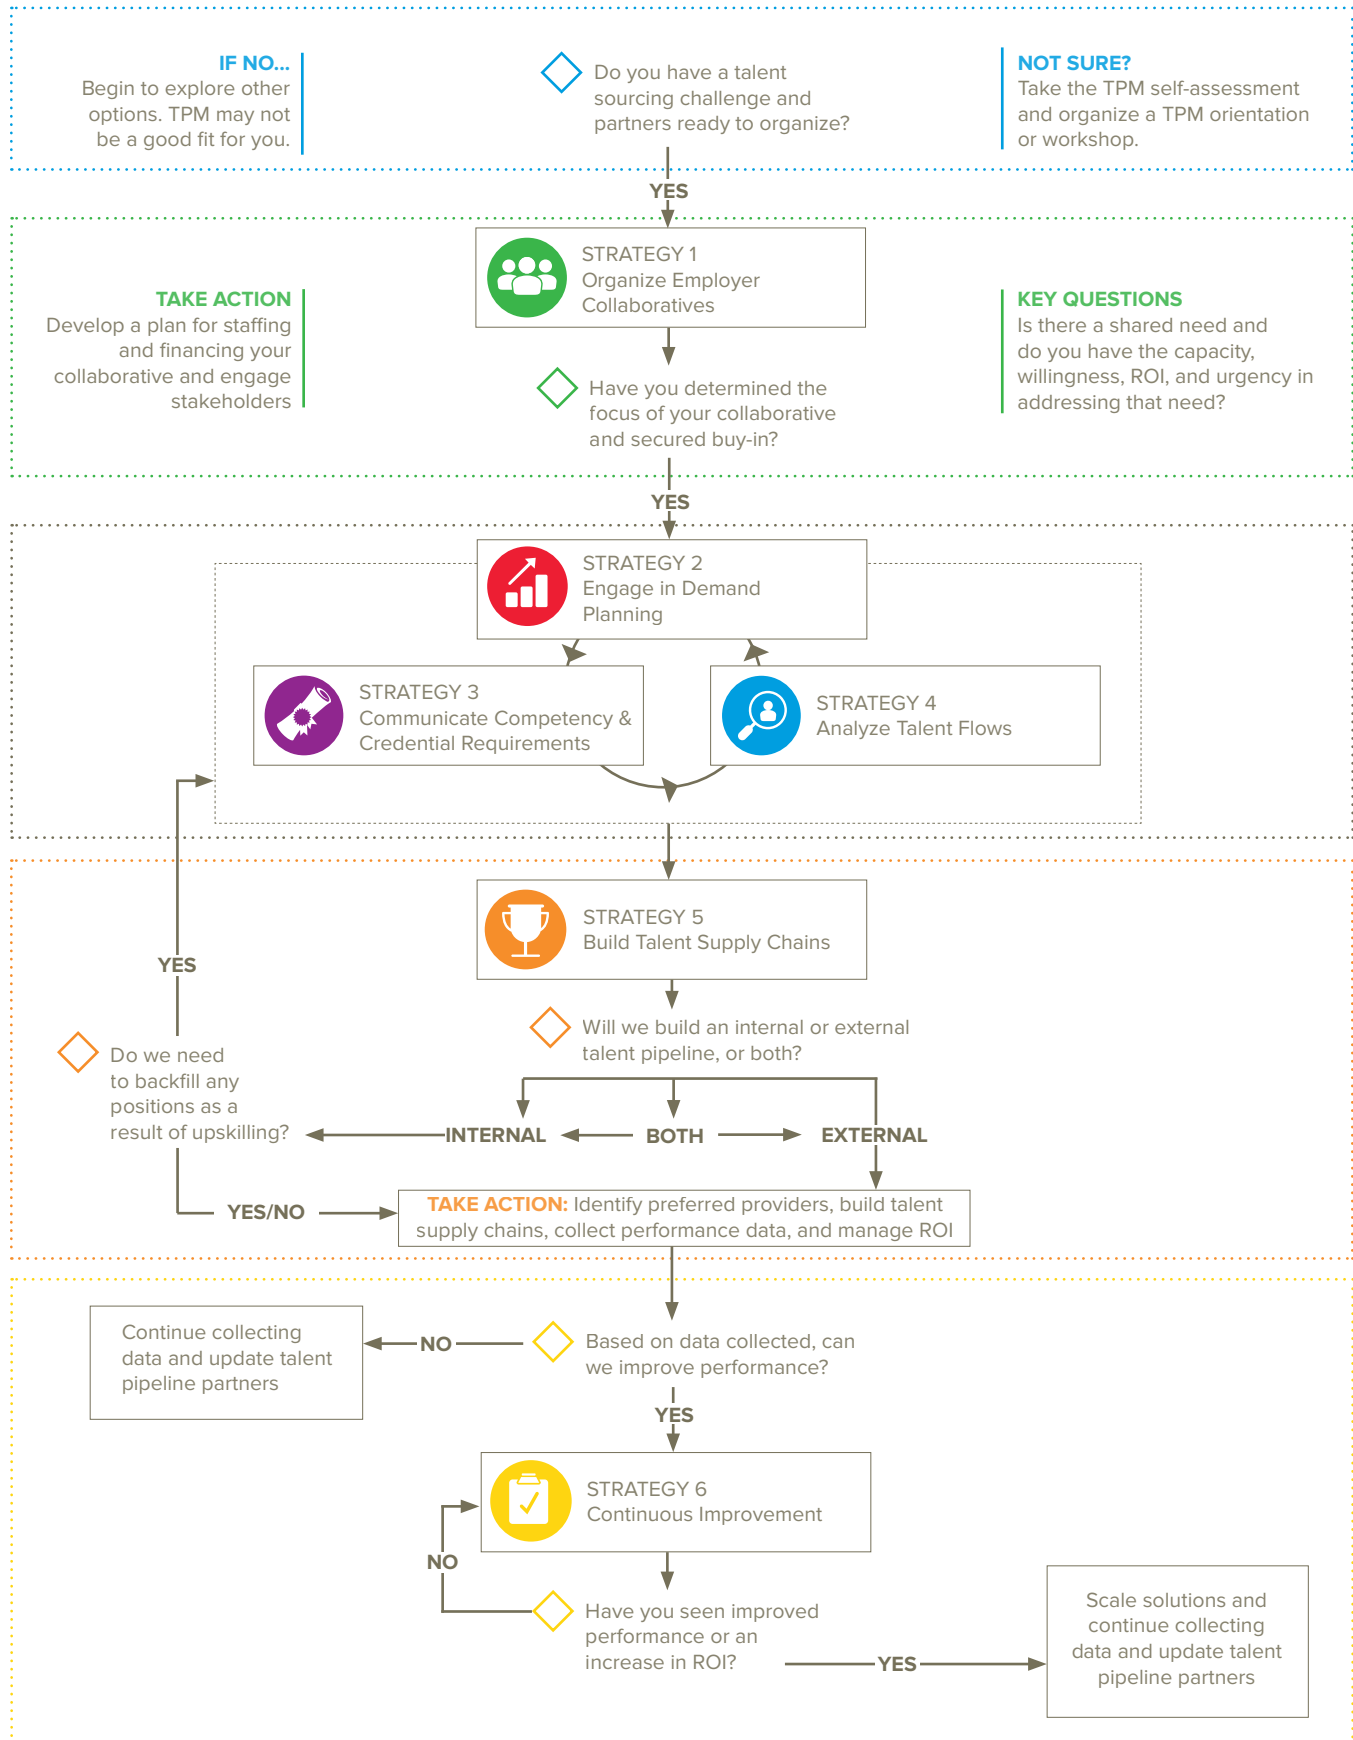 IF NO...
Begin to explore other
options. TPM may not
be a good fit for you.
Do you have a talent
sourcing challenge and
partners ready to organize?
NOT SURE?
Take the TPM self-assessment
and organize a TPM orientation
or workshop.
YES
STRATEGY 1
Organize Employer
Collaboratives
TAKE ACTION
Develop a plan for staffing
and financing your
collaborative and engage
stakeholders
Have you determined the
focus of your collaborative
and secured buy-in?
KEY QUESTIONS
Is there a shared need and
do you have the capacity,
willingness, ROI, and urgency in
addressing that need?
YES
STRATEGY 2
Engage in Demand
Planning
STRATEGY 3
Communicate Competency &
Credential Requirements
STRATEGY 4
Analyze Talent Flows
STRATEGY 5
Build Talent Supply Chains
YES
Will we build an internal or external
talent pipeline, or both?
Do we need
to backfill any
positions as a
result of upskilling?
INTERNAL
BOTH
EXTERNAL
YES/NO
TAKE ACTION: Identify preferred providers, build talent
supply chains, collect performance data, and manage ROI
Continue collecting
data and update talent
pipeline partners
NO
Based on data collected, can
we improve performance?
YES
STRATEGY 6
Continuous Improvement
NO
Have you seen improved
performance or an
increase in ROI?
YES
Scale solutions and
continue collecting
data and update talent
pipeline partners